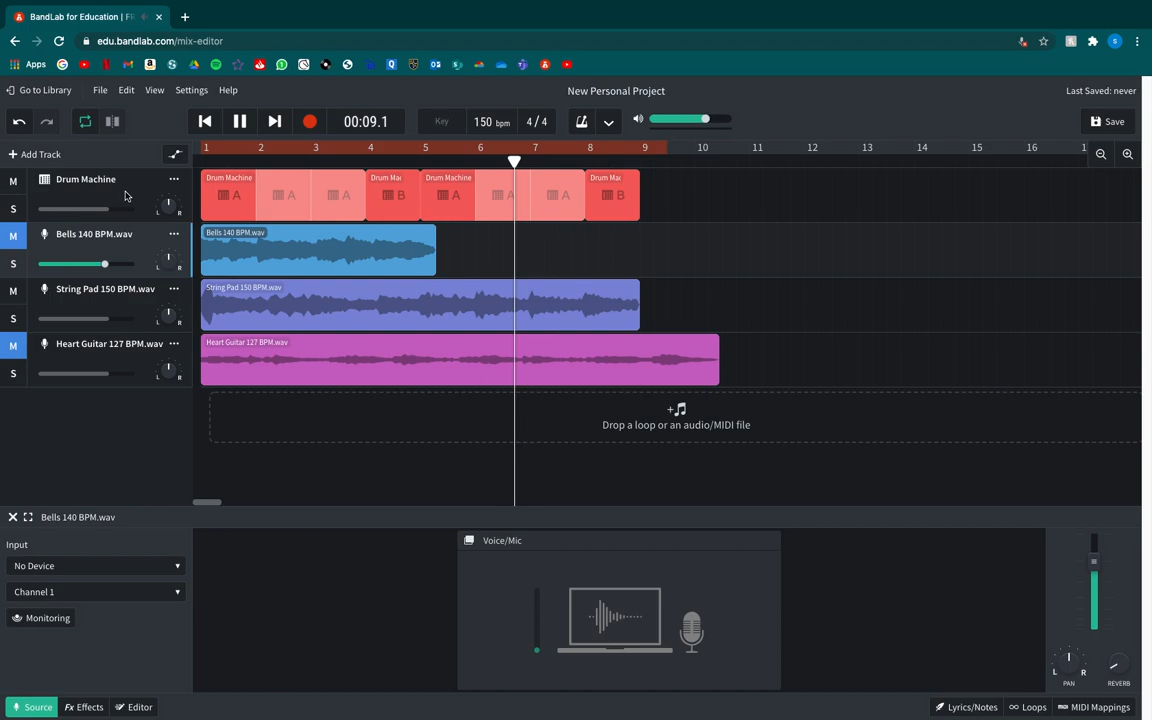 BandLab for Education | FR
edu.bandlab.com/mix-editor
S
Apps
Go to Library
File
Edit
View
Settings
Help
New Personal Project
Last Saved: never
00:09.1
Key
150 bpm
4 / 4
Save
Add Track
1 2 3 4 5 6 7 8 9 10 11 12 13 14 15 16 1
M Drum Machine
S L R
Drum Machine Drum Mac Drum Machine Drum Mac
A A A B A A A B
M Bells 140 BPM.wav
S L R
Bells 140 BPM.wav
M String Pad 150 BPM.wav
S L R
String Pad 150 BPM.wav
M Heart Guitar 127 BPM.wav
S L R
Heart Guitar 127 BPM.wav
Drop a loop or an audio/MIDI file
Bells 140 BPM.wav
Input
No Device
Channel 1
Monitoring
Voice/Mic
L R
PAN
REVERB
Source
Fx Effects
Editor
Lyrics/Notes
Loops
MIDI Mappings